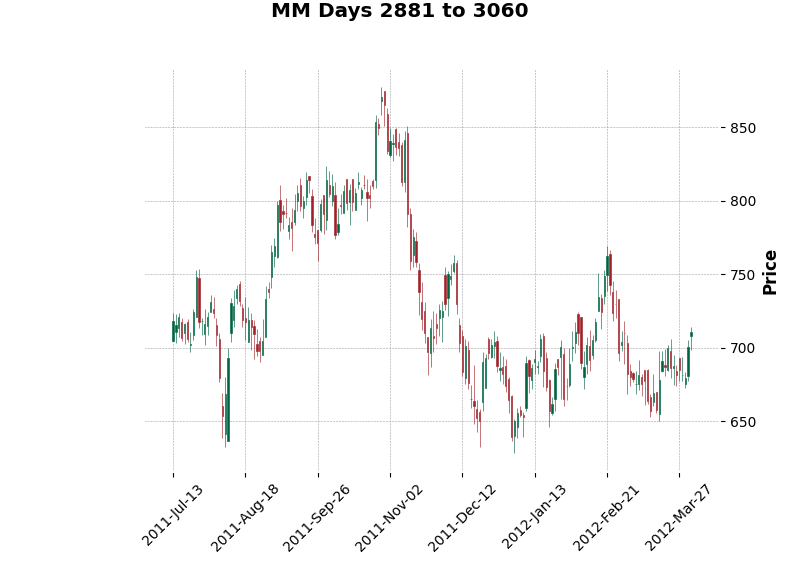 MM Days 2881 to 3060
850
800
750
700
650
Price
2011-Jul-13
2011-Aug-18
2011-Sep-26
2011-Nov-02
2011-Dec-12
2012-Jan-13
2012-Feb-21
2012-Mar-27